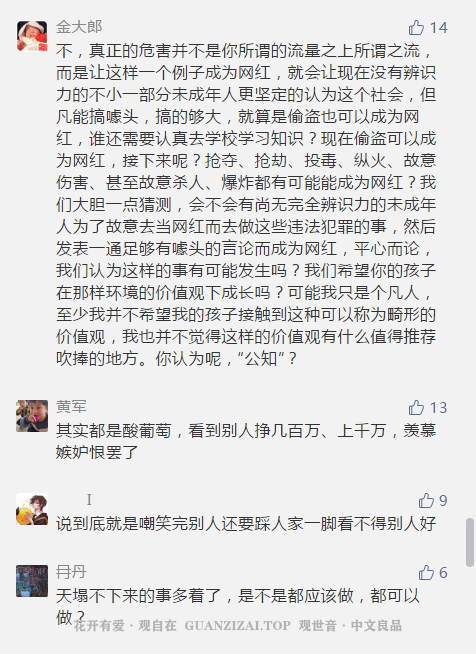 金大郎 14
不，真正的危害并不是你所谓的流量之上所谓之流，
而是让这样一个例子成为网红，就会让现在没有辨识
力的不小一部分未成年人更坚定的认为这个社会，但
凡能搞噱头，搞的够大，就算是偷盗也可以成为网
红，谁还需要认真去学校学习知识？现在偷盗可以成
为网红，接下来呢？抢夺、抢劫、投毒、纵火、故意
伤害、甚至故意杀人、爆炸都有可能能成为网红？我
们大胆一点猜测，会不会有尚无完全辨识力的未成年
人为了故意去当网红而去做这些违法犯罪的事，然后
发表一通足够有噱头的言论而成为网红，平心而论，
我们认为这样的事有可能发生吗？我们希望你的孩子
在那样环境的价值观下成长吗？可能我只是个凡人，
至少我并不希望我的孩子接触到这种可以称为畸形的
价值观，我也并不觉得这样的价值观有什么值得推荐
吹捧的地方。你认为呢，“公知”？
黄军 13
其实都是酸葡萄，看到别人挣几百万、上千万，羡慕
嫉妒恨罢了
I 9
说到底就是嘲笑完别人还要踩人家一脚看不得别人好
冄丹 6
天塌不下来的事多着了，是不是都应该做，都可以
做？
花开有爱·观自在 GUANZIZAI.TOP 观世音·中文良品